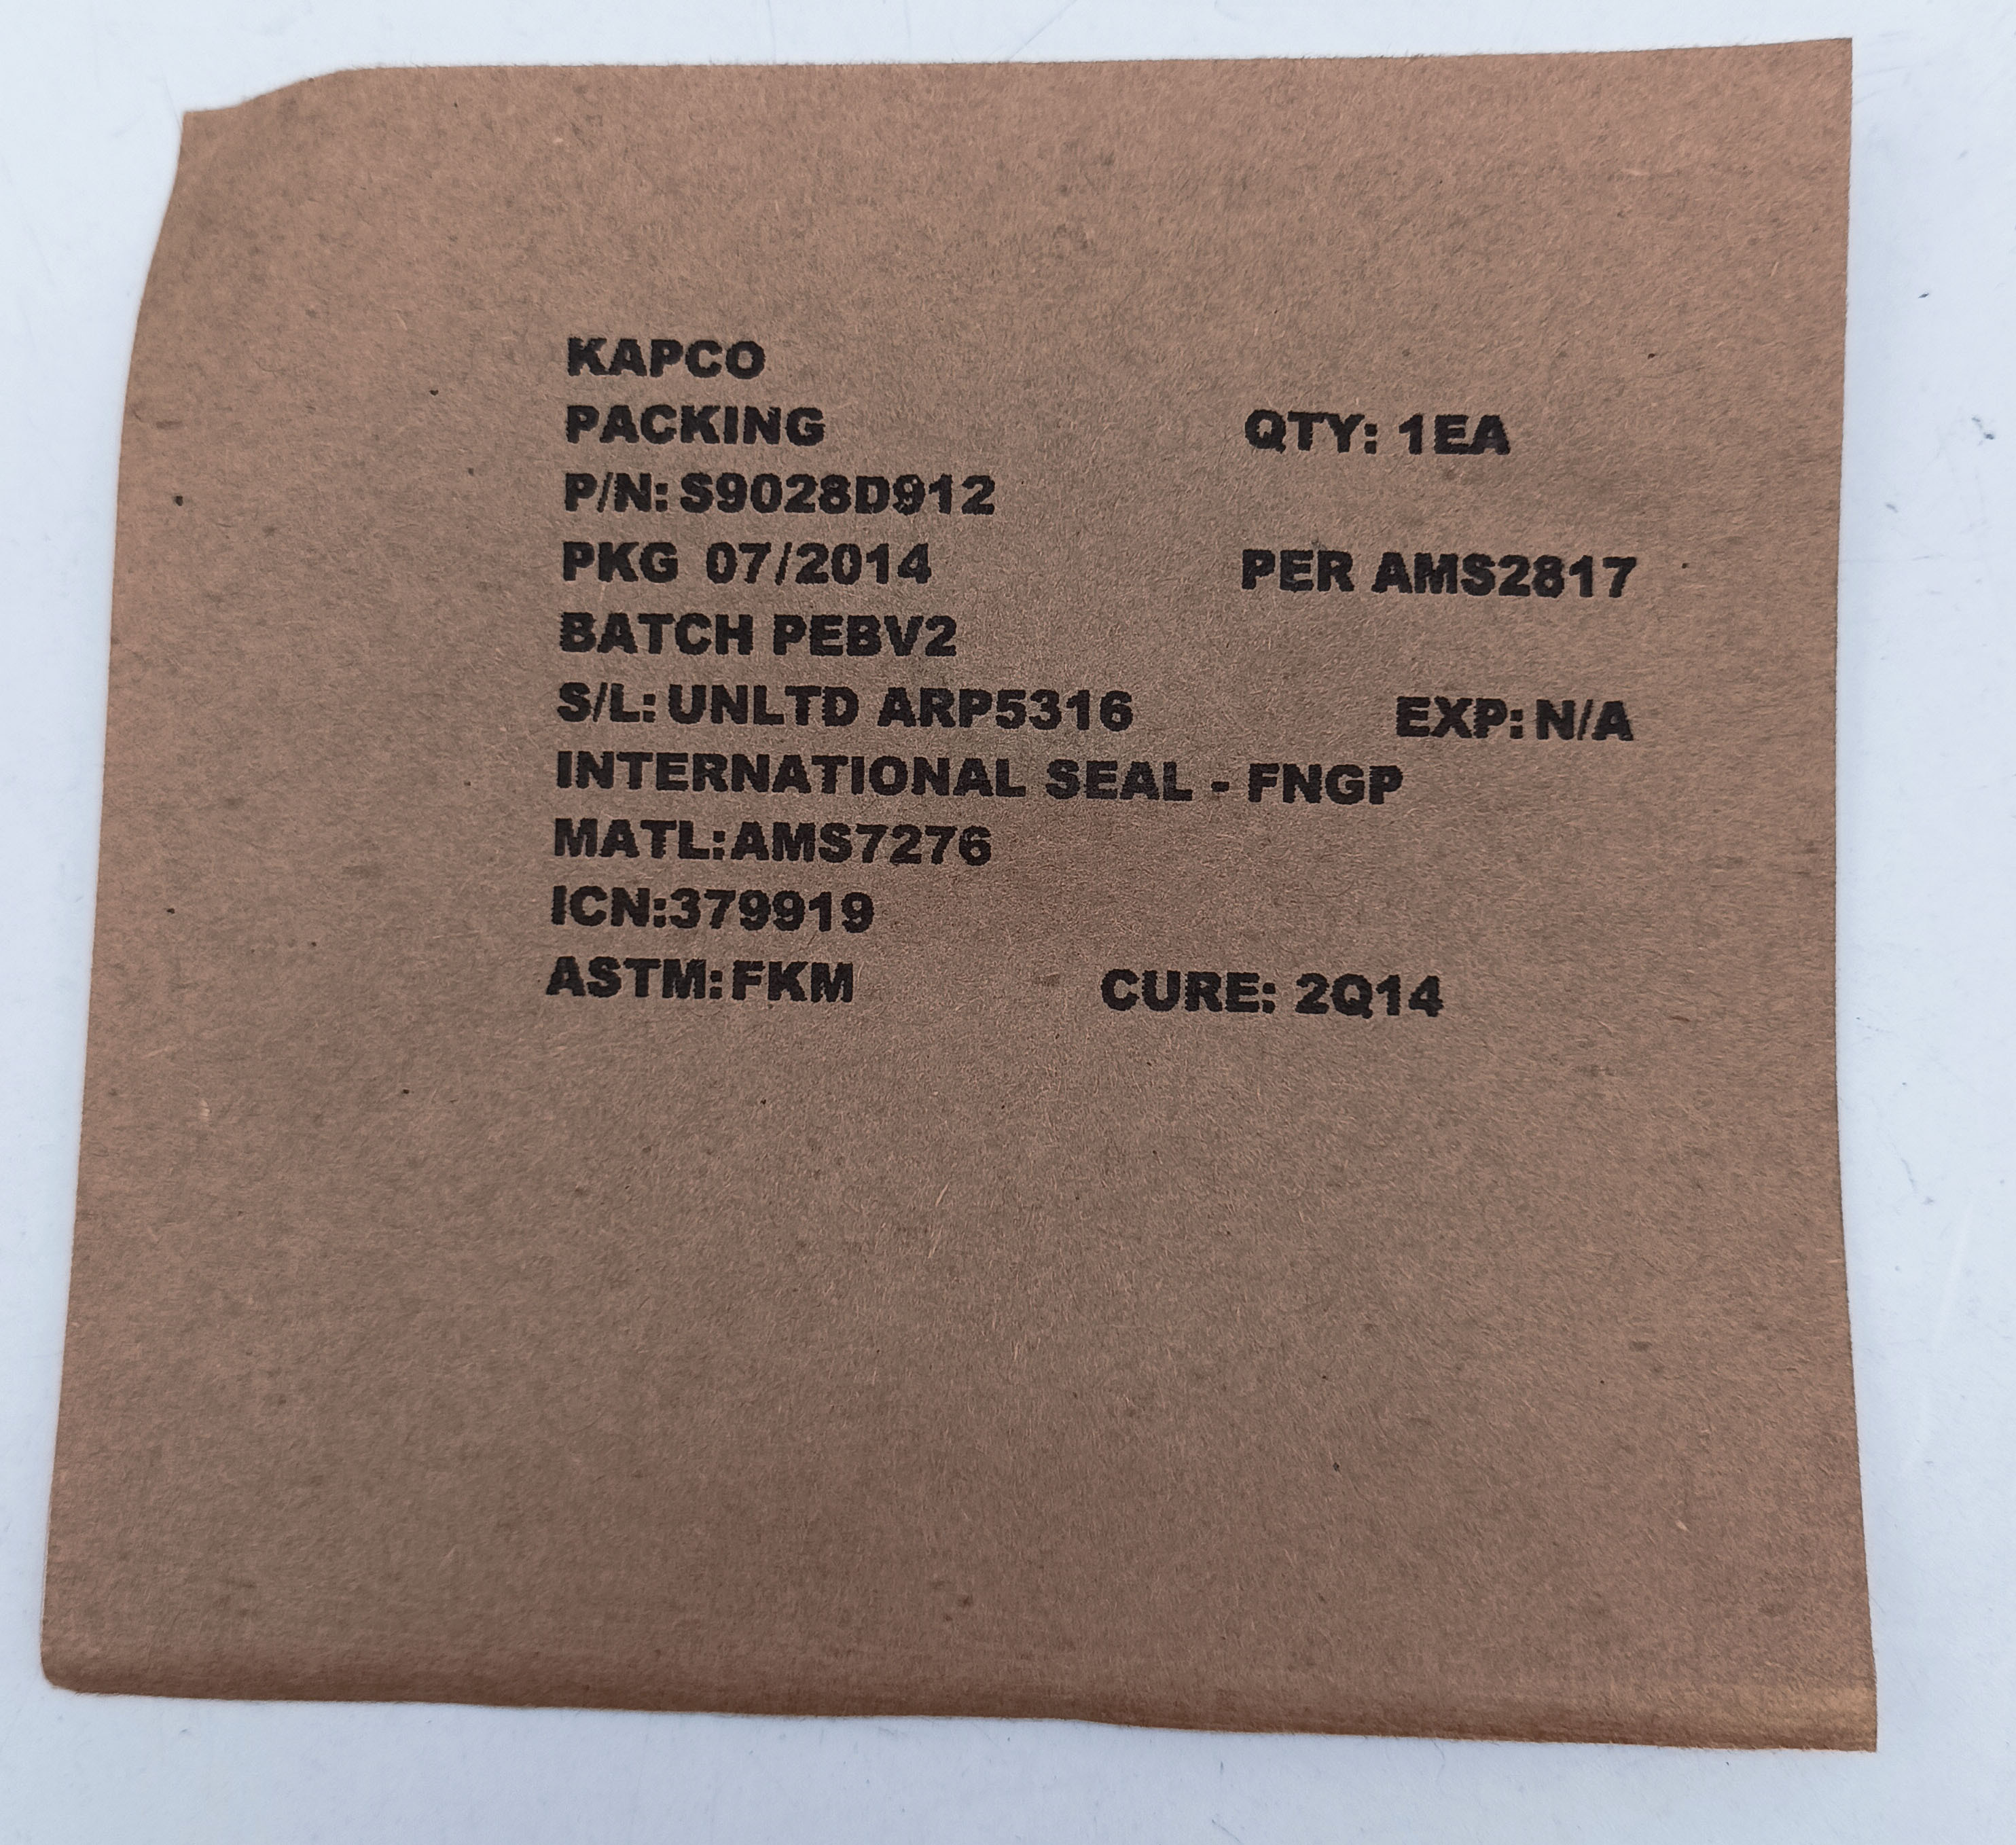 KAPCO
PACKING QTY: 1EA
P/N: S9028D912
PKG 07/2014 PER AMS2817
BATCH PEBV2
S/L: UNLTD ARP5316 EXP: N/A
INTERNATIONAL SEAL - FNGP
MATL:AMS7276
ICN:379919
ASTM:FKM CURE: 2Q14